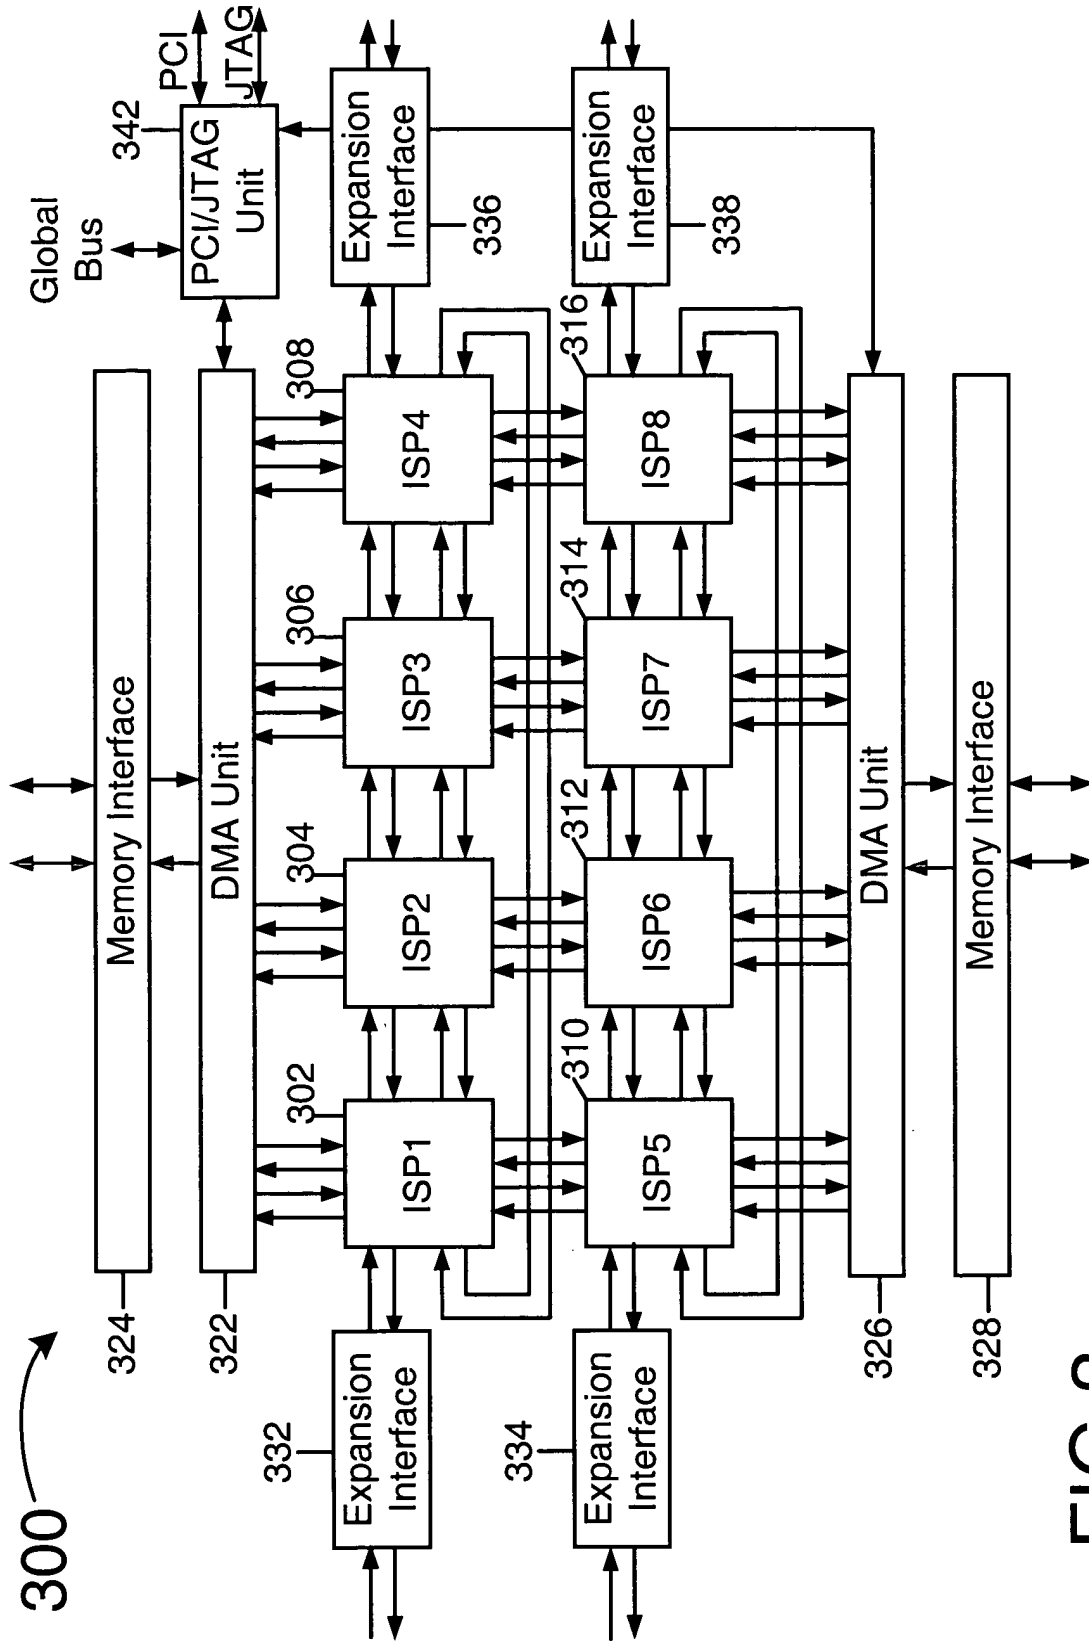 300
Global
Bus
324
Memory Interface
342
PCI
JTAG
PCI/JTAG
Unit
322
DMA Unit
332
302
304
306
308
Expansion
Interface
ISP1
ISP2
ISP3
ISP4
Expansion
Interface
336
334
310
312
314
316
Expansion
Interface
ISP5
ISP6
ISP7
ISP8
Expansion
Interface
338
326
DMA Unit
328
Memory Interface
FIG